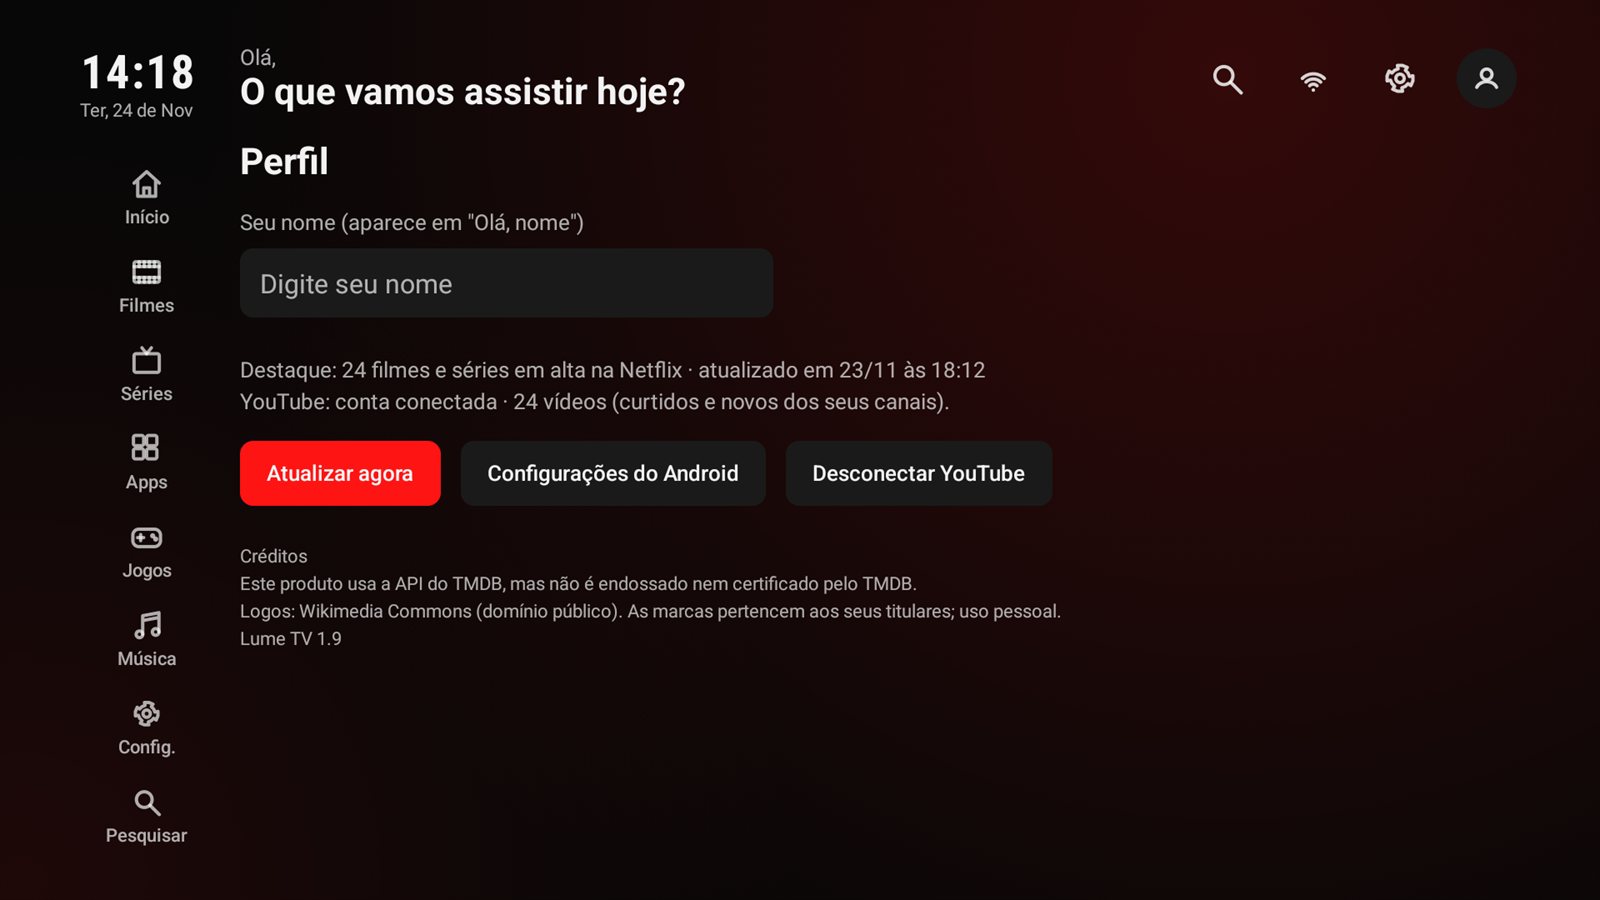 14:18
Ter, 24 de Nov
Olá,
O que vamos assistir hoje?
Início
Filmes
Séries
Apps
Jogos
Música
Config.
Pesquisar
Perfil
Seu nome (aparece em "Olá, nome")
Digite seu nome
Destaque: 24 filmes e séries em alta na Netflix · atualizado em 23/11 às 18:12
YouTube: conta conectada · 24 vídeos (curtidos e novos dos seus canais).
Atualizar agora
Configurações do Android
Desconectar YouTube
Créditos
Este produto usa a API do TMDB, mas não é endossado nem certificado pelo TMDB.
Logos: Wikimedia Commons (domínio público). As marcas pertencem aos seus titulares; uso pessoal.
Lume TV 1.9